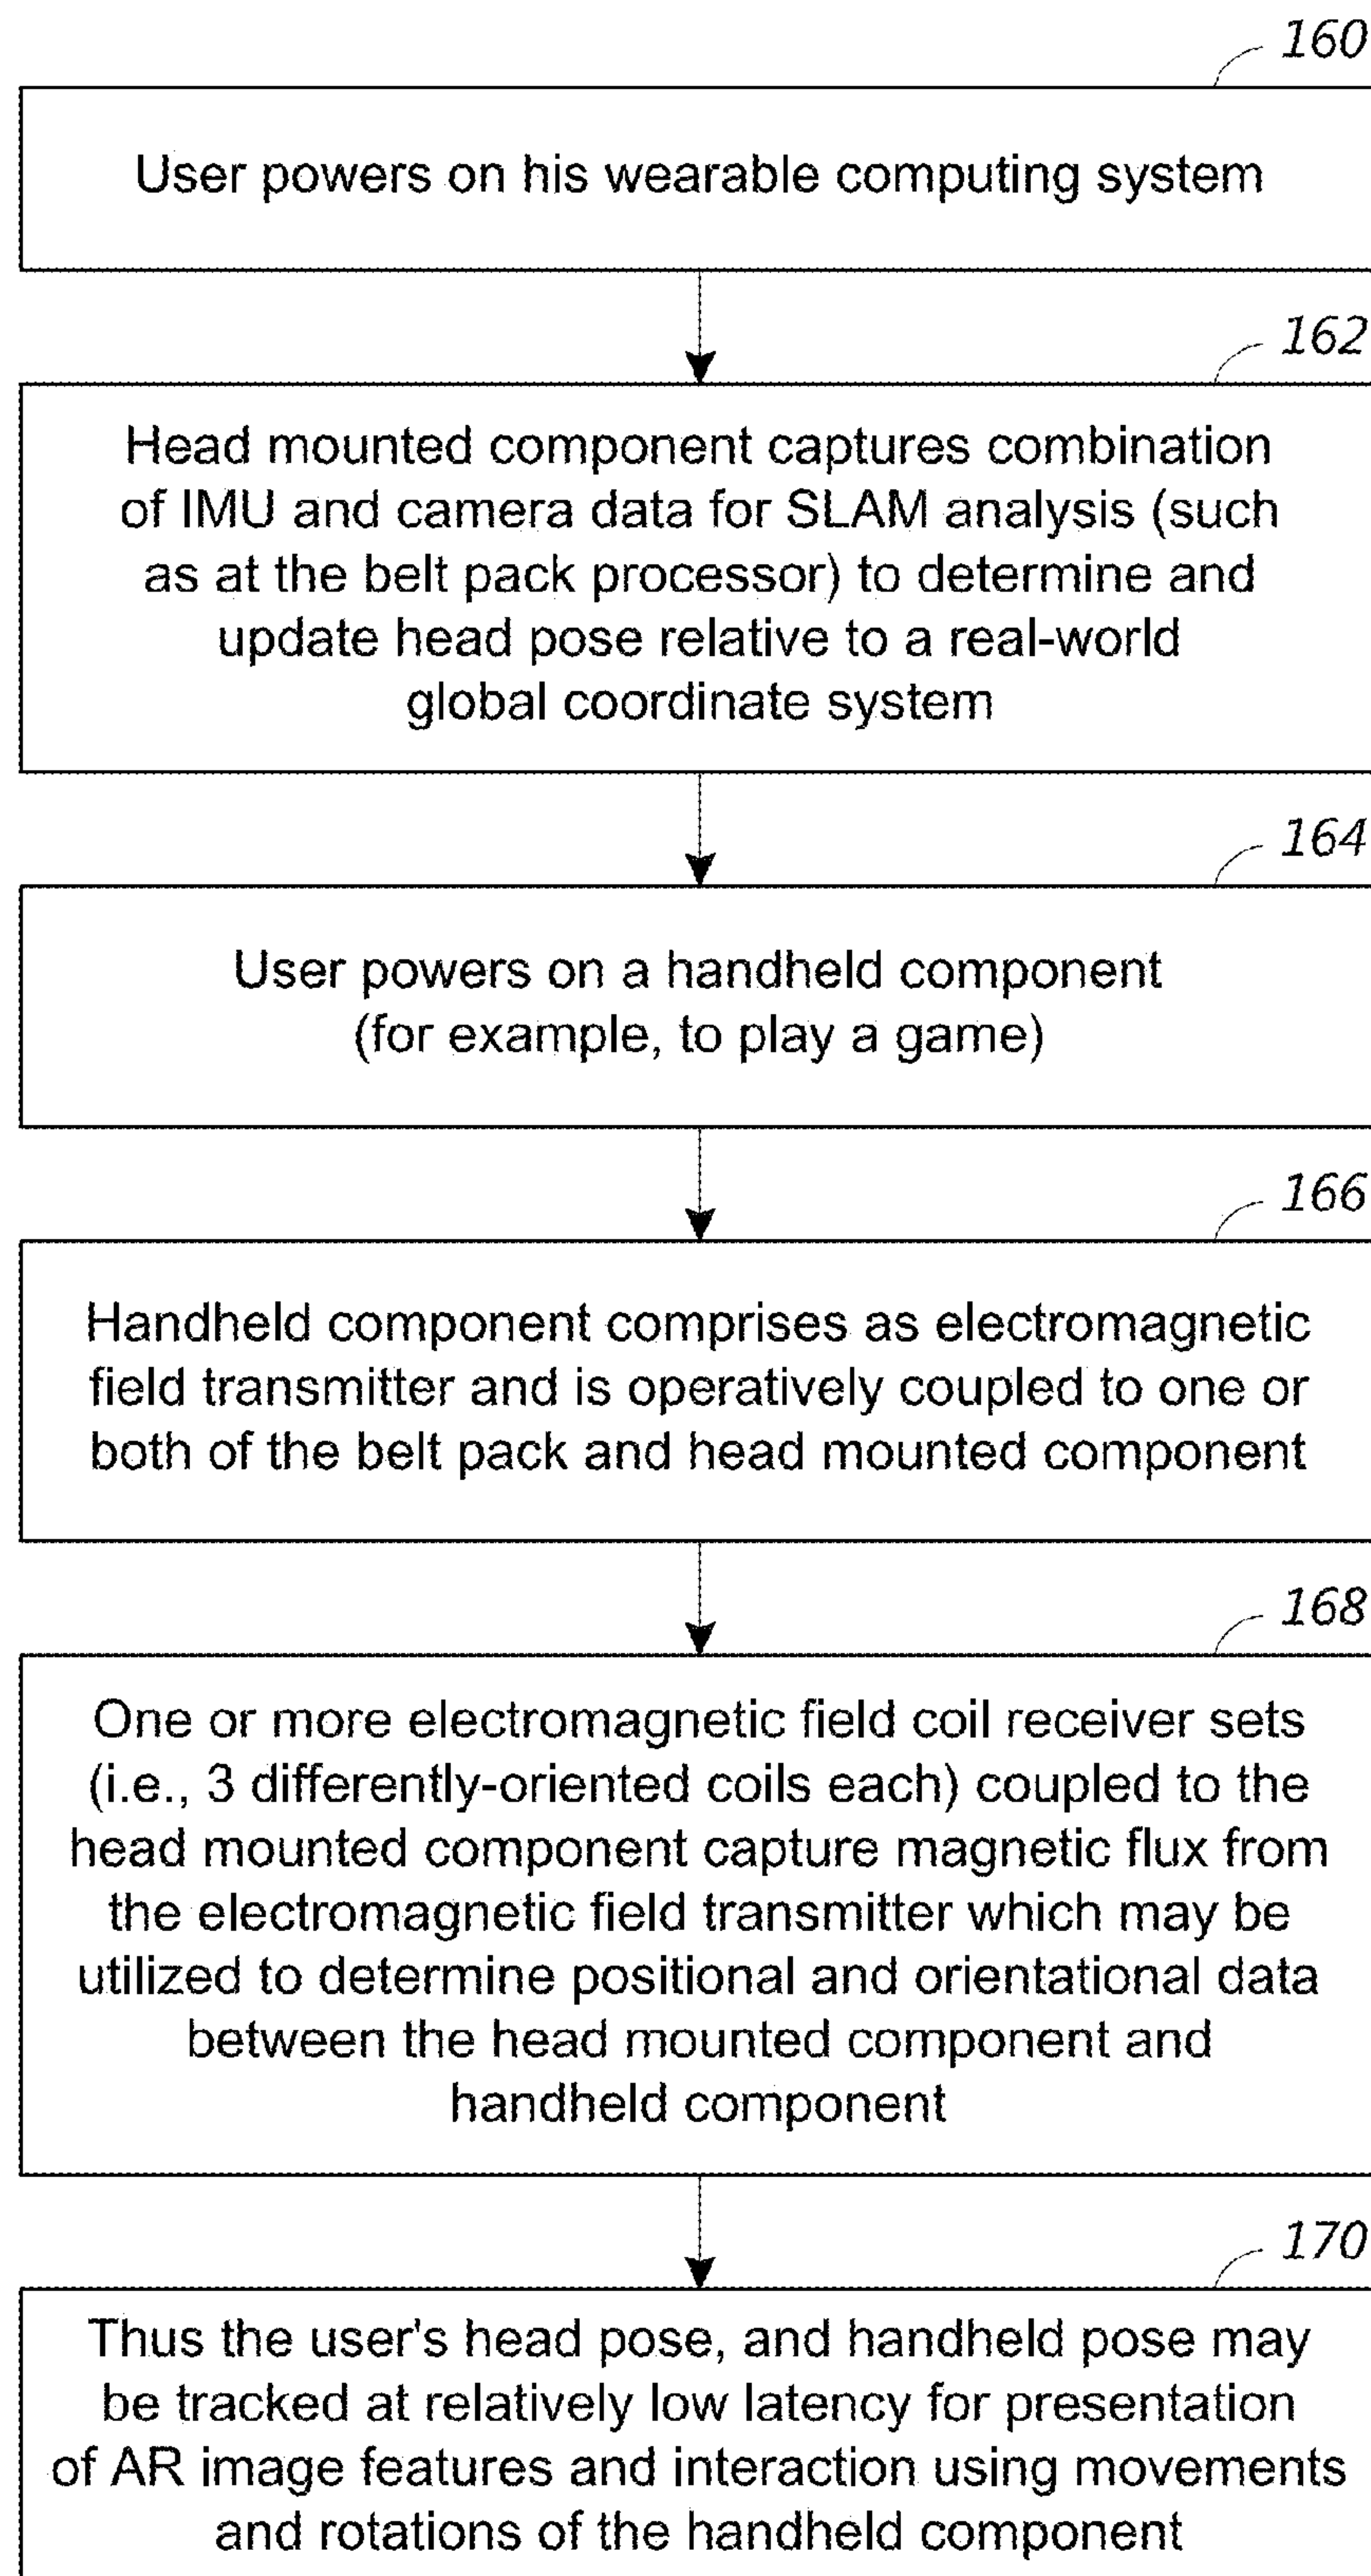 160
User powers on his wearable computing system
162
Head mounted component captures combination
of IMU and camera data for SLAM analysis (such
as at the belt pack processor) to determine and
update head pose relative to a real-world
global coordinate system
164
User powers on a handheld component
(for example, to play a game)
166
Handheld component comprises as electromagnetic
field transmitter and is operatively coupled to one or
both of the belt pack and head mounted component
168
One or more electromagnetic field coil receiver sets
(i.e., 3 differently-oriented coils each) coupled to the
head mounted component capture magnetic flux from
the electromagnetic field transmitter which may be
utilized to determine positional and orientational data
between the head mounted component and
handheld component
170
Thus the user's head pose, and handheld pose may
be tracked at relatively low latency for presentation
of AR image features and interaction using movements
and rotations of the handheld component